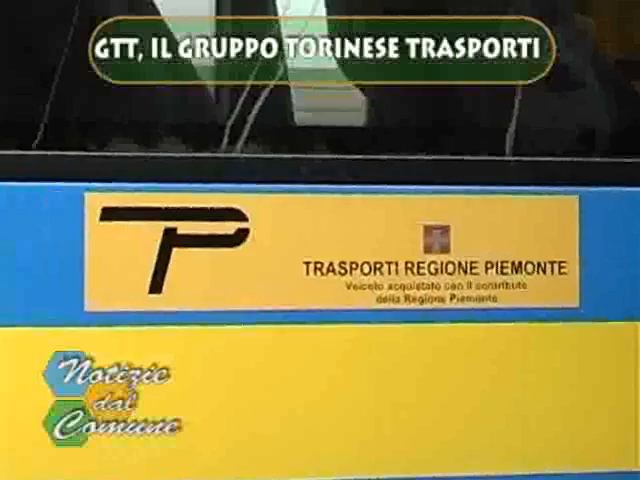 GTT, IL GRUPPO TORINESE TRASPORTI
TP
TRASPORTI REGIONE PIEMONTE
Veicolo acquistato con il contributo
della Regione Piemonte
Notizie
dal
Comune